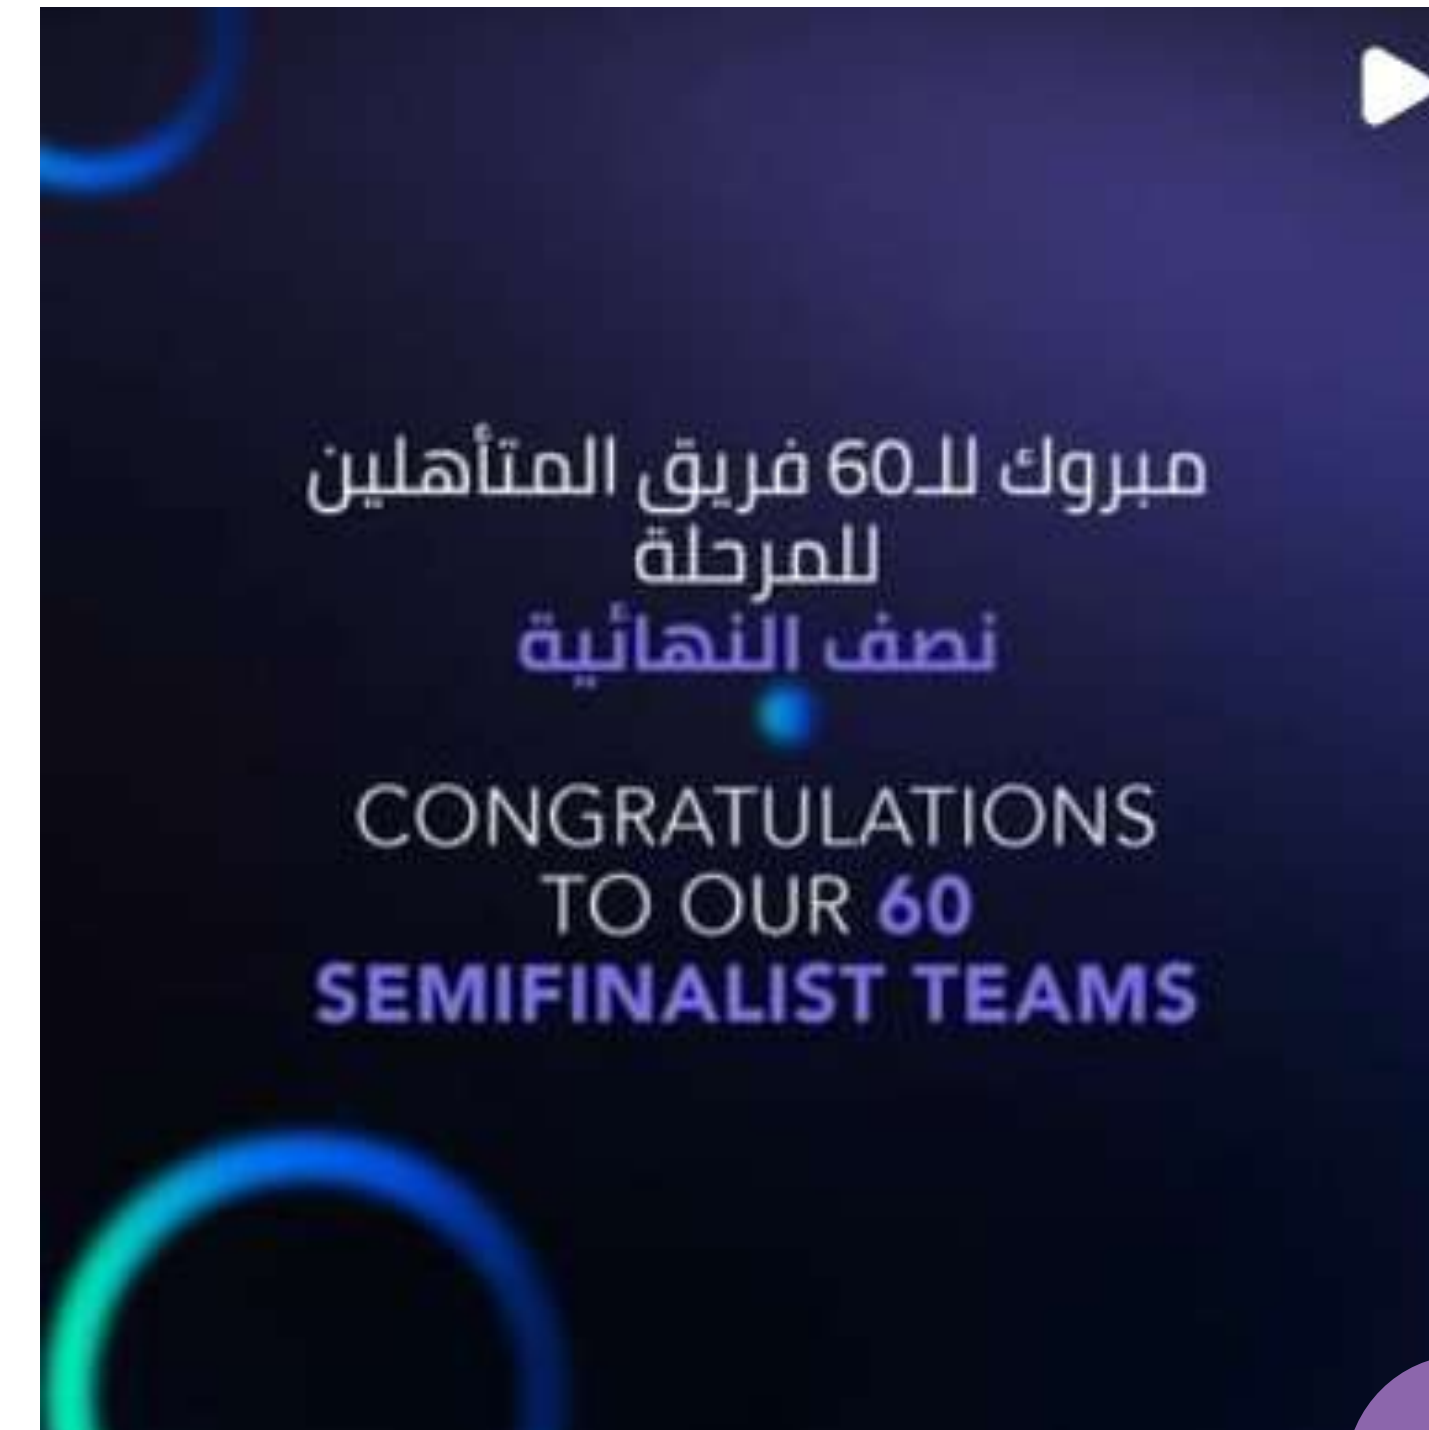 مبروك للـ60 فريق المتأهلين
للمرحلة
نصف النهائية
CONGRATULATIONS
TO OUR 60
SEMIFINALIST TEAMS